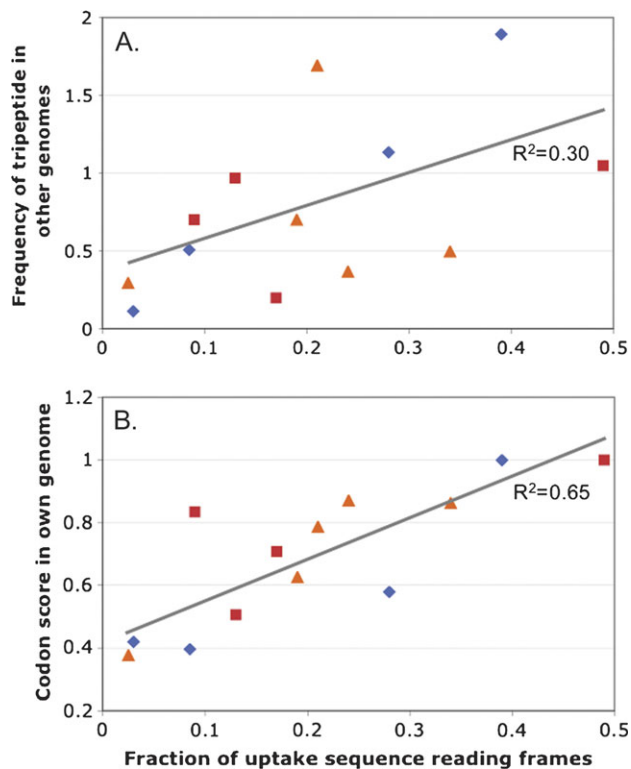 A.
Frequency of tripeptide in
other genomes
2
1.5
1
0.5
0
R²=0.30
0 0.1 0.2 0.3 0.4 0.5
B.
Codon score in own genome
1.2
1
0.8
0.6
0.4
0.2
R²=0.65
0 0.1 0.2 0.3 0.4 0.5
Fraction of uptake sequence reading frames